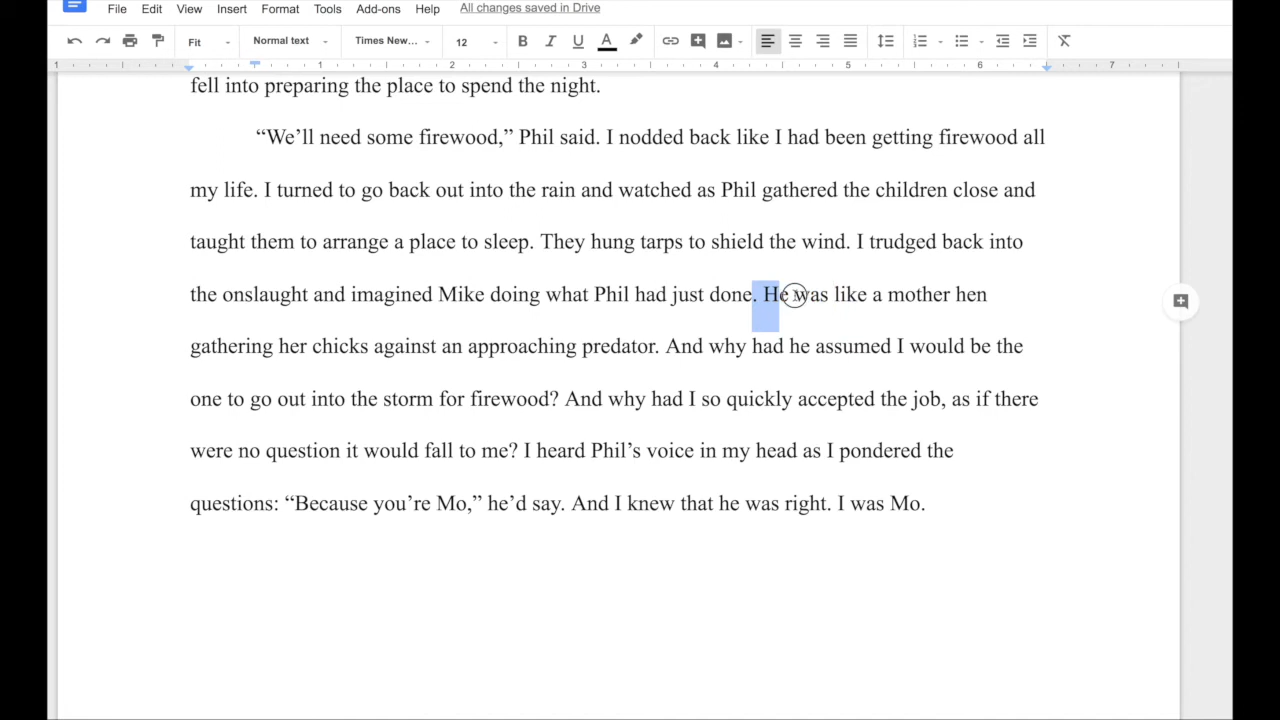 File Edit View Insert Format Tools Add-ons Help All changes saved in Drive
Fit Normal text Times New... 12 B I U A
1 1 2 3 4 5 6 7
fell into preparing the place to spend the night.
“We’ll need some firewood,” Phil said. I nodded back like I had been getting firewood all
my life. I turned to go back out into the rain and watched as Phil gathered the children close and
taught them to arrange a place to sleep. They hung tarps to shield the wind. I trudged back into
the onslaught and imagined Mike doing what Phil had just done. He was like a mother hen
gathering her chicks against an approaching predator. And why had he assumed I would be the
one to go out into the storm for firewood? And why had I so quickly accepted the job, as if there
were no question it would fall to me? I heard Phil’s voice in my head as I pondered the
questions: “Because you’re Mo,” he’d say. And I knew that he was right. I was Mo.